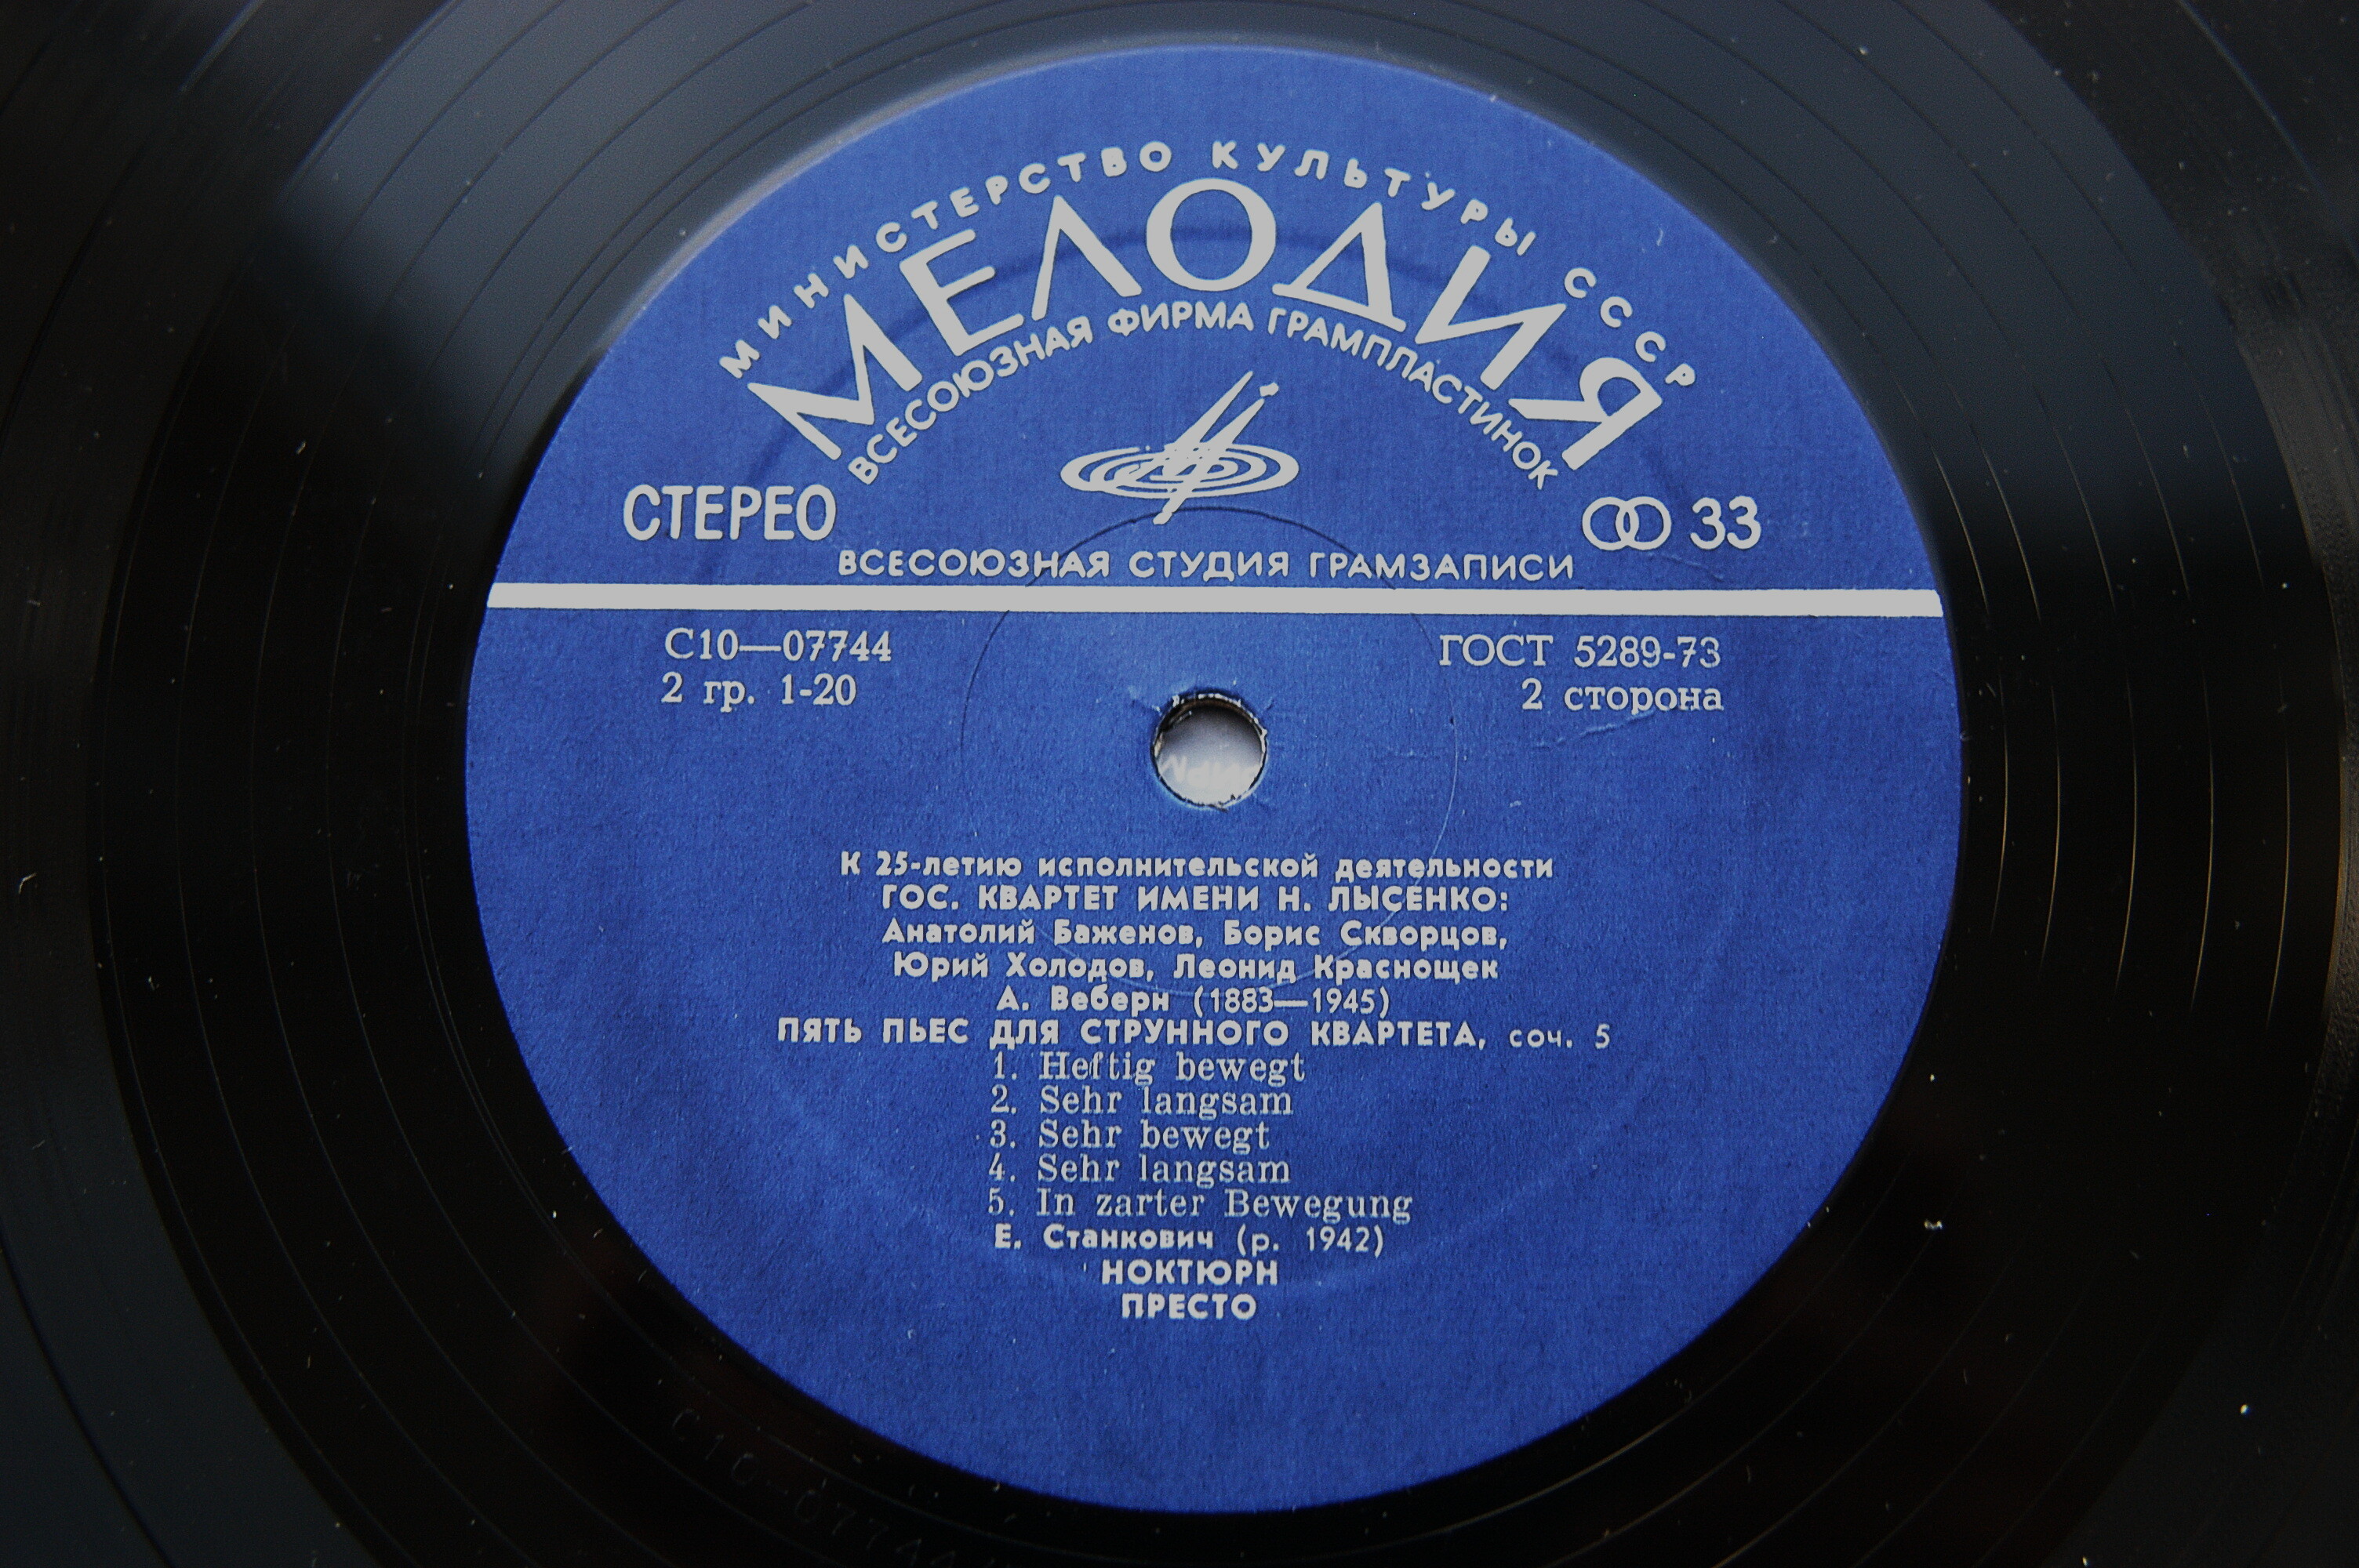 МИНИСТЕРСТВО КУЛЬТУРЫ СССР
МЕЛОДИЯ
ВСЕСОЮЗНАЯ ФИРМА ГРАМПЛАСТИНОК
СТЕРЕО
33
ВСЕСОЮЗНАЯ СТУДИЯ ГРАМЗАПИСИ
С10—07744
ГОСТ 5289-73
2 гр. 1-20
2 сторона
К 25-летию исполнительской деятельности
ГОС. КВАРТЕТ ИМЕНИ Н. ЛЫСЕНКО:
Анатолий Баженов, Борис Скворцов,
Юрий Холодов, Леонид Краснощек
А. Веберн (1883—1945)
ПЯТЬ ПЬЕС ДЛЯ СТРУННОГО КВАРТЕТА, соч. 5
1. Heftig bewegt
2. Sehr langsam
3. Sehr bewegt
4. Sehr langsam
5. In zarter Bewegung
Е. Станкович (р. 1942)
НОКТЮРН
ПРЕСТО
С10-07744